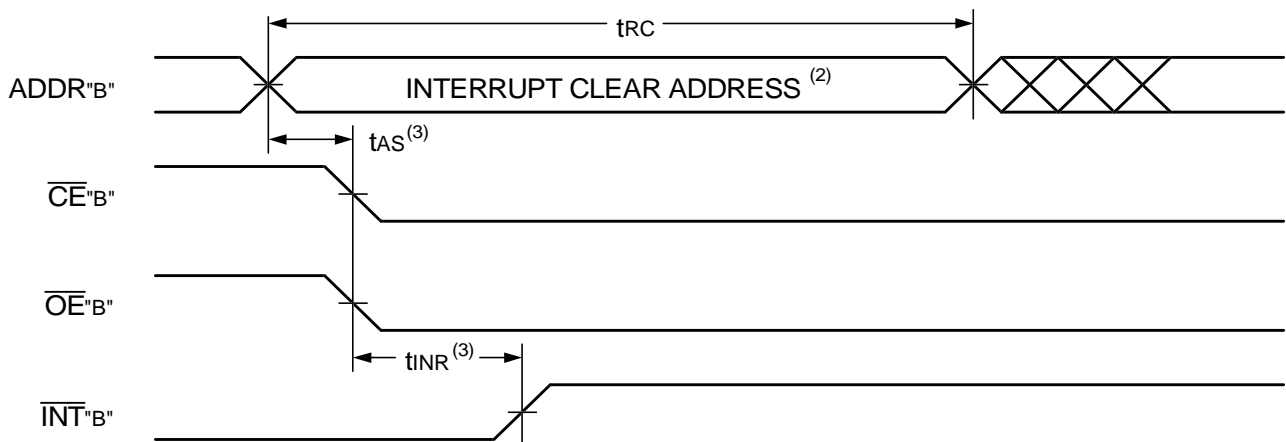 tRC
ADDR"B"
INTERRUPT CLEAR ADDRESS (2)
tAS(3)
CE"B"
OE"B"
tINR(3)
INT"B"